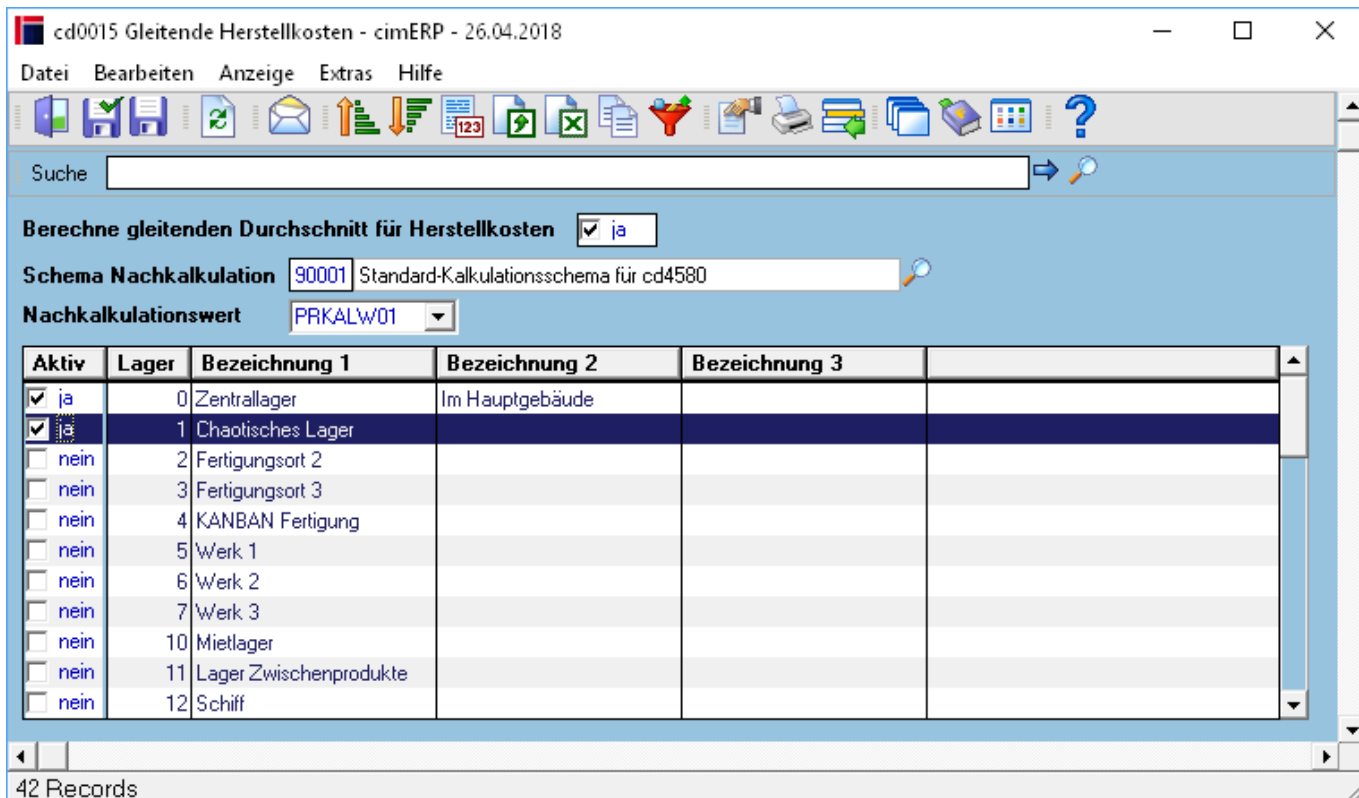 cd0015 Gleitende Herstellkosten - cimERP - 26.04.2018
Datei Bearbeiten Anzeige Extras Hilfe
123
Suche
Berechne gleitenden Durchschnitt für Herstellkosten ja
Schema Nachkalkulation 90001 Standard-Kalkulationsschema für cd4580
Nachkalkulationswert PRKALW01
Aktiv Lager Bezeichnung 1 Bezeichnung 2 Bezeichnung 3
ja 0 Zentrallager Im Hauptgebäude
ja 1 Chaotisches Lager
nein 2 Fertigungsort 2
nein 3 Fertigungsort 3
nein 4 KANBAN Fertigung
nein 5 Werk 1
nein 6 Werk 2
nein 7 Werk 3
nein 10 Mietlager
nein 11 Lager Zwischenprodukte
nein 12 Schiff
42 Records